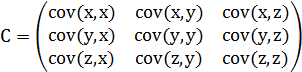 cov(x,x) cov(x,y) cov(x,z)
C = cov(y,x) cov(y,y) cov(y,z)
cov(z,x) cov(z,y) cov(z,z)